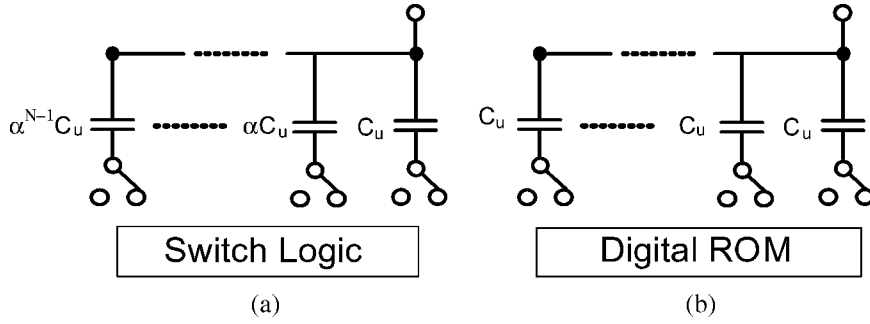 α^{N-1}C_u αC_u C_u C_u C_u C_u
Switch Logic Digital ROM
(a) (b)